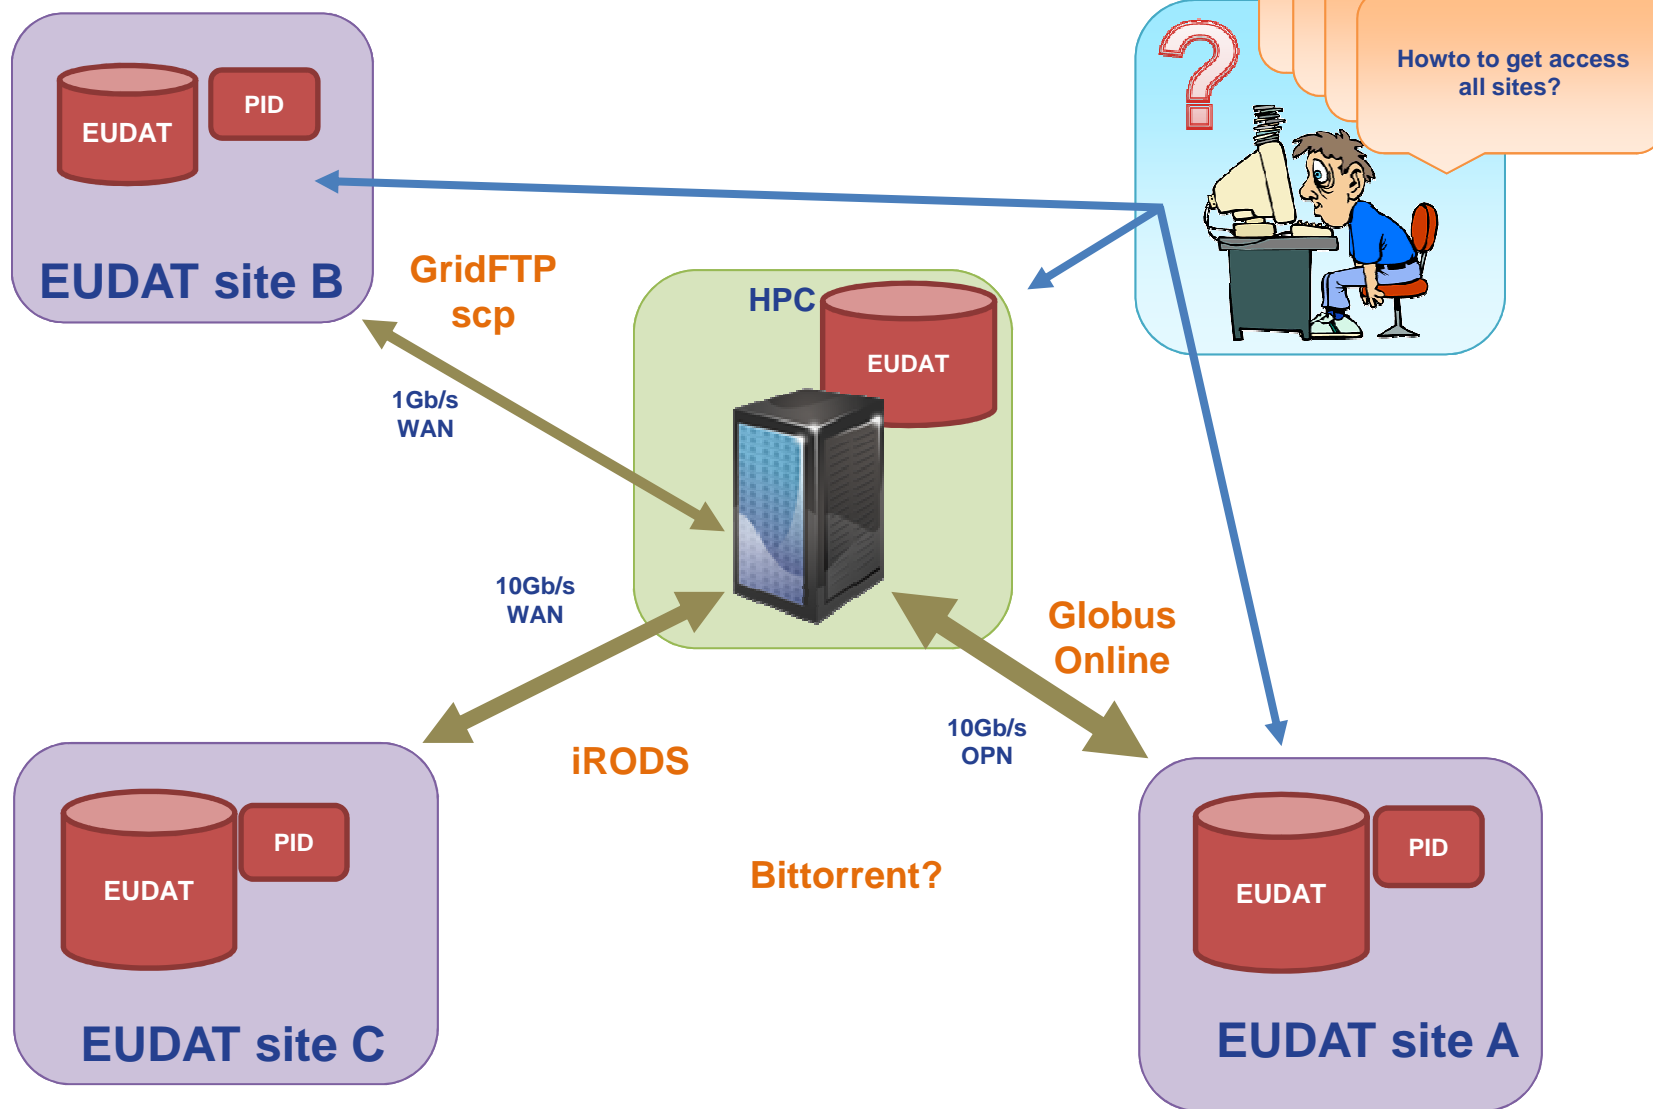 Howto to get access
all sites?
PID
EUDAT
EUDAT site B
GridFTP
scp
HPC
EUDAT
1Gb/s
WAN
10Gb/s
WAN
Globus
Online
10Gb/s
OPN
iRODS
Bittorrent?
PID
EUDAT
EUDAT site C
PID
EUDAT
EUDAT site A